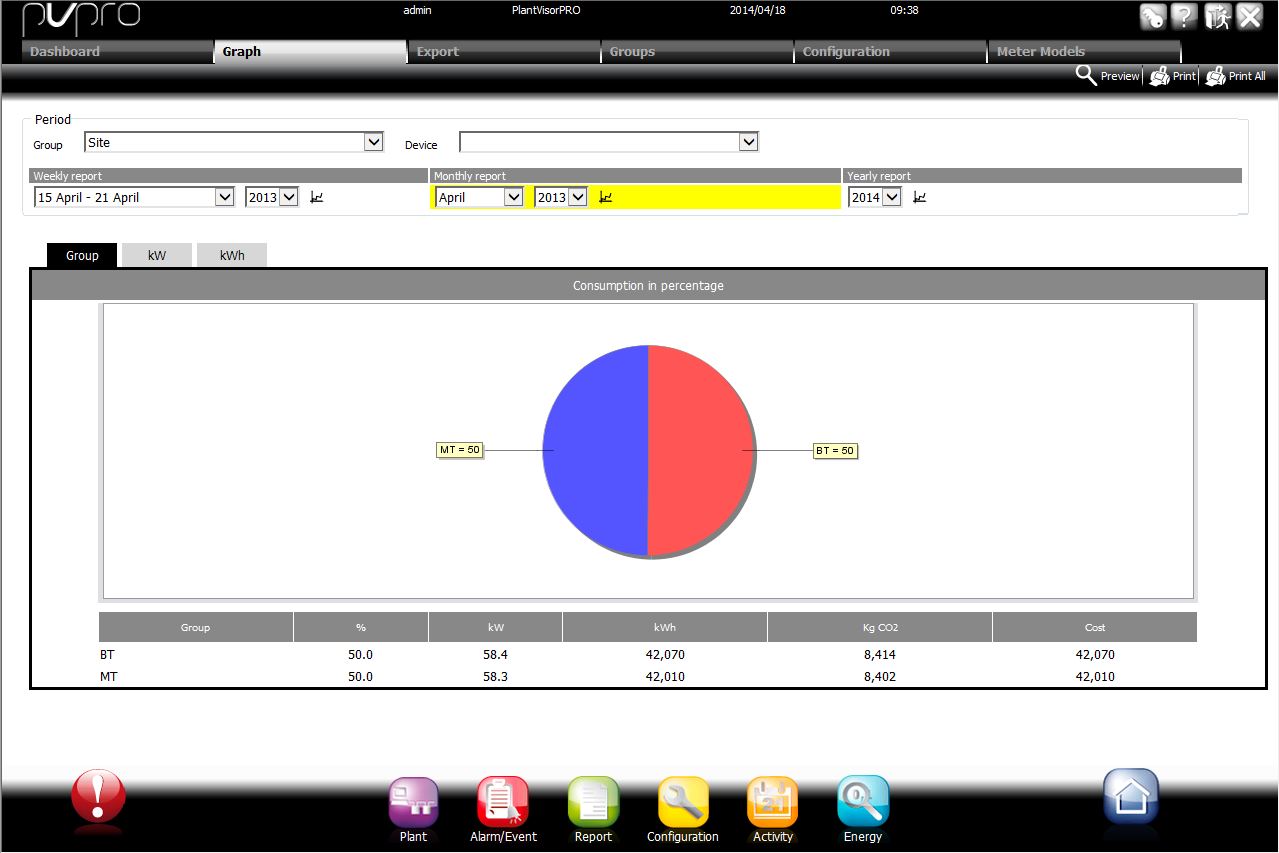 pvpro admin PlantVisorPRO 2014/04/18 09:38 ?
Dashboard Graph Export Groups Configuration Meter Models
Preview Print Print All
Period
Group Site Device
Weekly report Monthly report Yearly report
15 April - 21 April 2013 April 2013 2014
Group kW kWh
Consumption in percentage
MT = 50 BT = 50
Group % kW kWh Kg CO2 Cost
BT 50.0 58.4 42,070 8,414 42,070
MT 50.0 58.3 42,010 8,402 42,010
! 21
Plant Alarm/Event Report Configuration Activity Energy